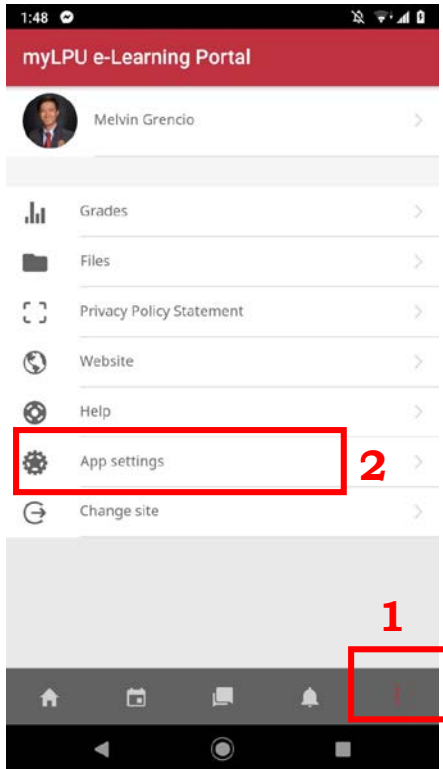 1:48
myLPU e-Learning Portal
Melvin Grencio
Grades
Files
Privacy Policy Statement
Website
Help
App settings
2
Change site
1